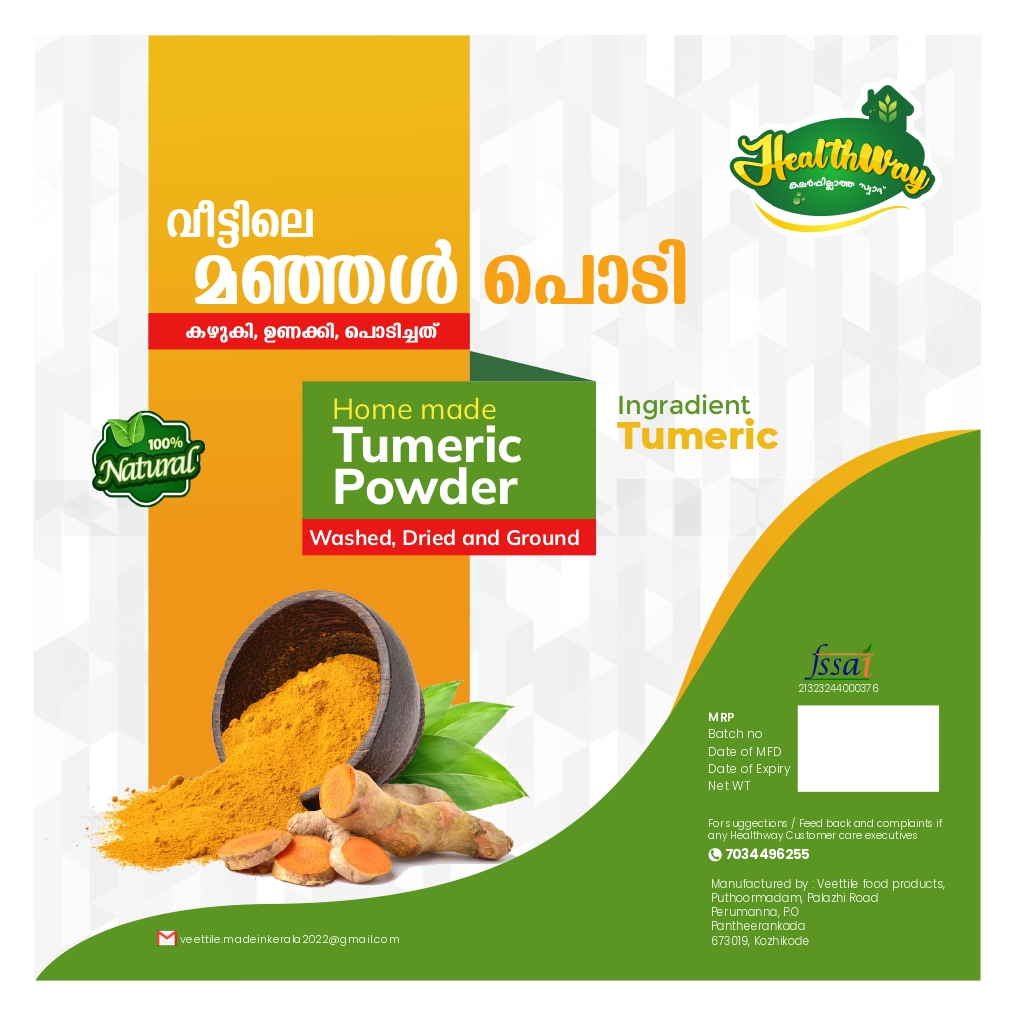 HealthWay
കലർപ്പില്ലാത്ത സ്വാദ്
വീട്ടിലെ
മഞ്ഞൾ പൊടി
കഴുകി, ഉണക്കി, പൊടിച്ചത്
Home made
Tumeric
Powder
Washed, Dried and Ground
Ingradient
Tumeric
100%
Natural
fssai
21323244000376
MRP
Batch no
Date of MFD
Date of Expiry
Net WT
For suggections / Feed back and complaints if
any Healthway Customer care executives
7034496255
Manufactured by : Veettile food products,
Puthoormadam, Palazhi Road
Perumanna, P.O
Pantheerankada
673019, Kozhikode
veettile.madeinkerala2022@gmail.com